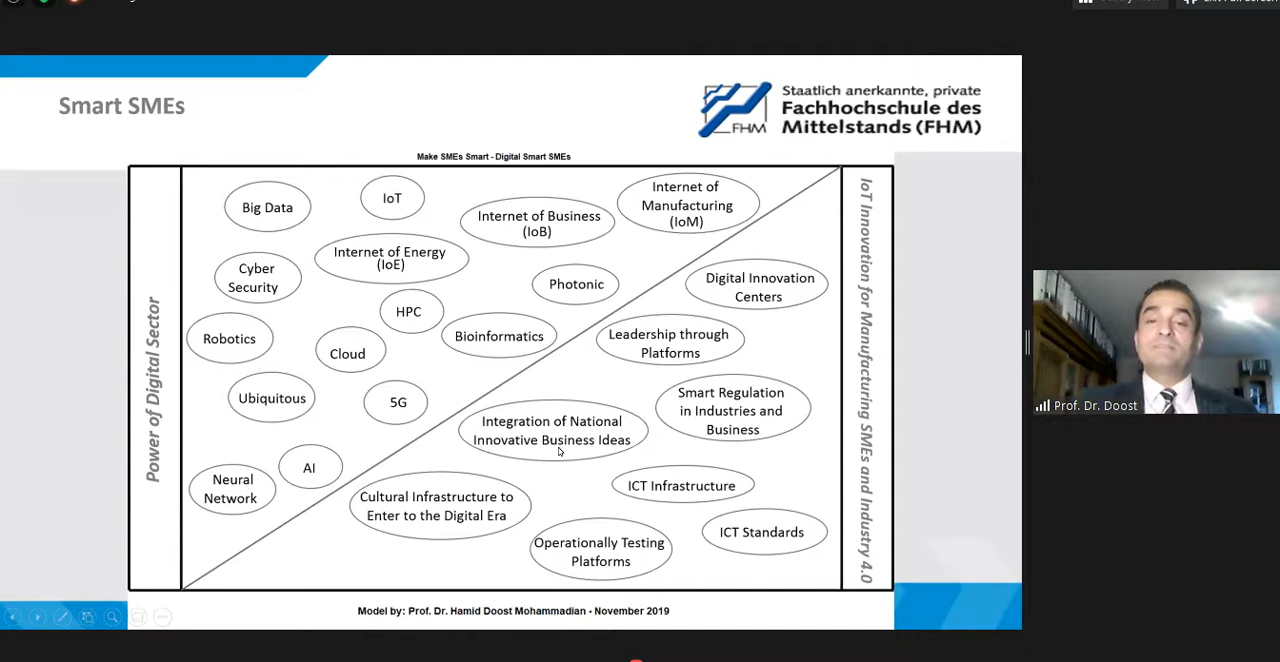 Smart SMEs
Staatlich anerkannte, private
Fachhochschule des
Mittelstands (FHM)
FHM
Make SMEs Smart - Digital Smart SMEs
Power of Digital Sector
Big Data
IoT
Internet of Business
(IoB)
Internet of
Manufacturing
(IoM)
Internet of Energy
(IoE)
Cyber
Security
Photonic
Digital Innovation
Centers
HPC
Robotics
Cloud
Bioinformatics
Leadership through
Platforms
Ubiquitous
5G
Smart Regulation
in Industries and
Business
Integration of National
Innovative Business Ideas
AI
Neural
Network
Cultural Infrastructure to
Enter to the Digital Era
ICT Infrastructure
Operationally Testing
Platforms
ICT Standards
IoT Innovation for Manufacturing SMEs and Industry 4.0
Model by: Prof. Dr. Hamid Doost Mohammadian - November 2019
Prof. Dr. Doost